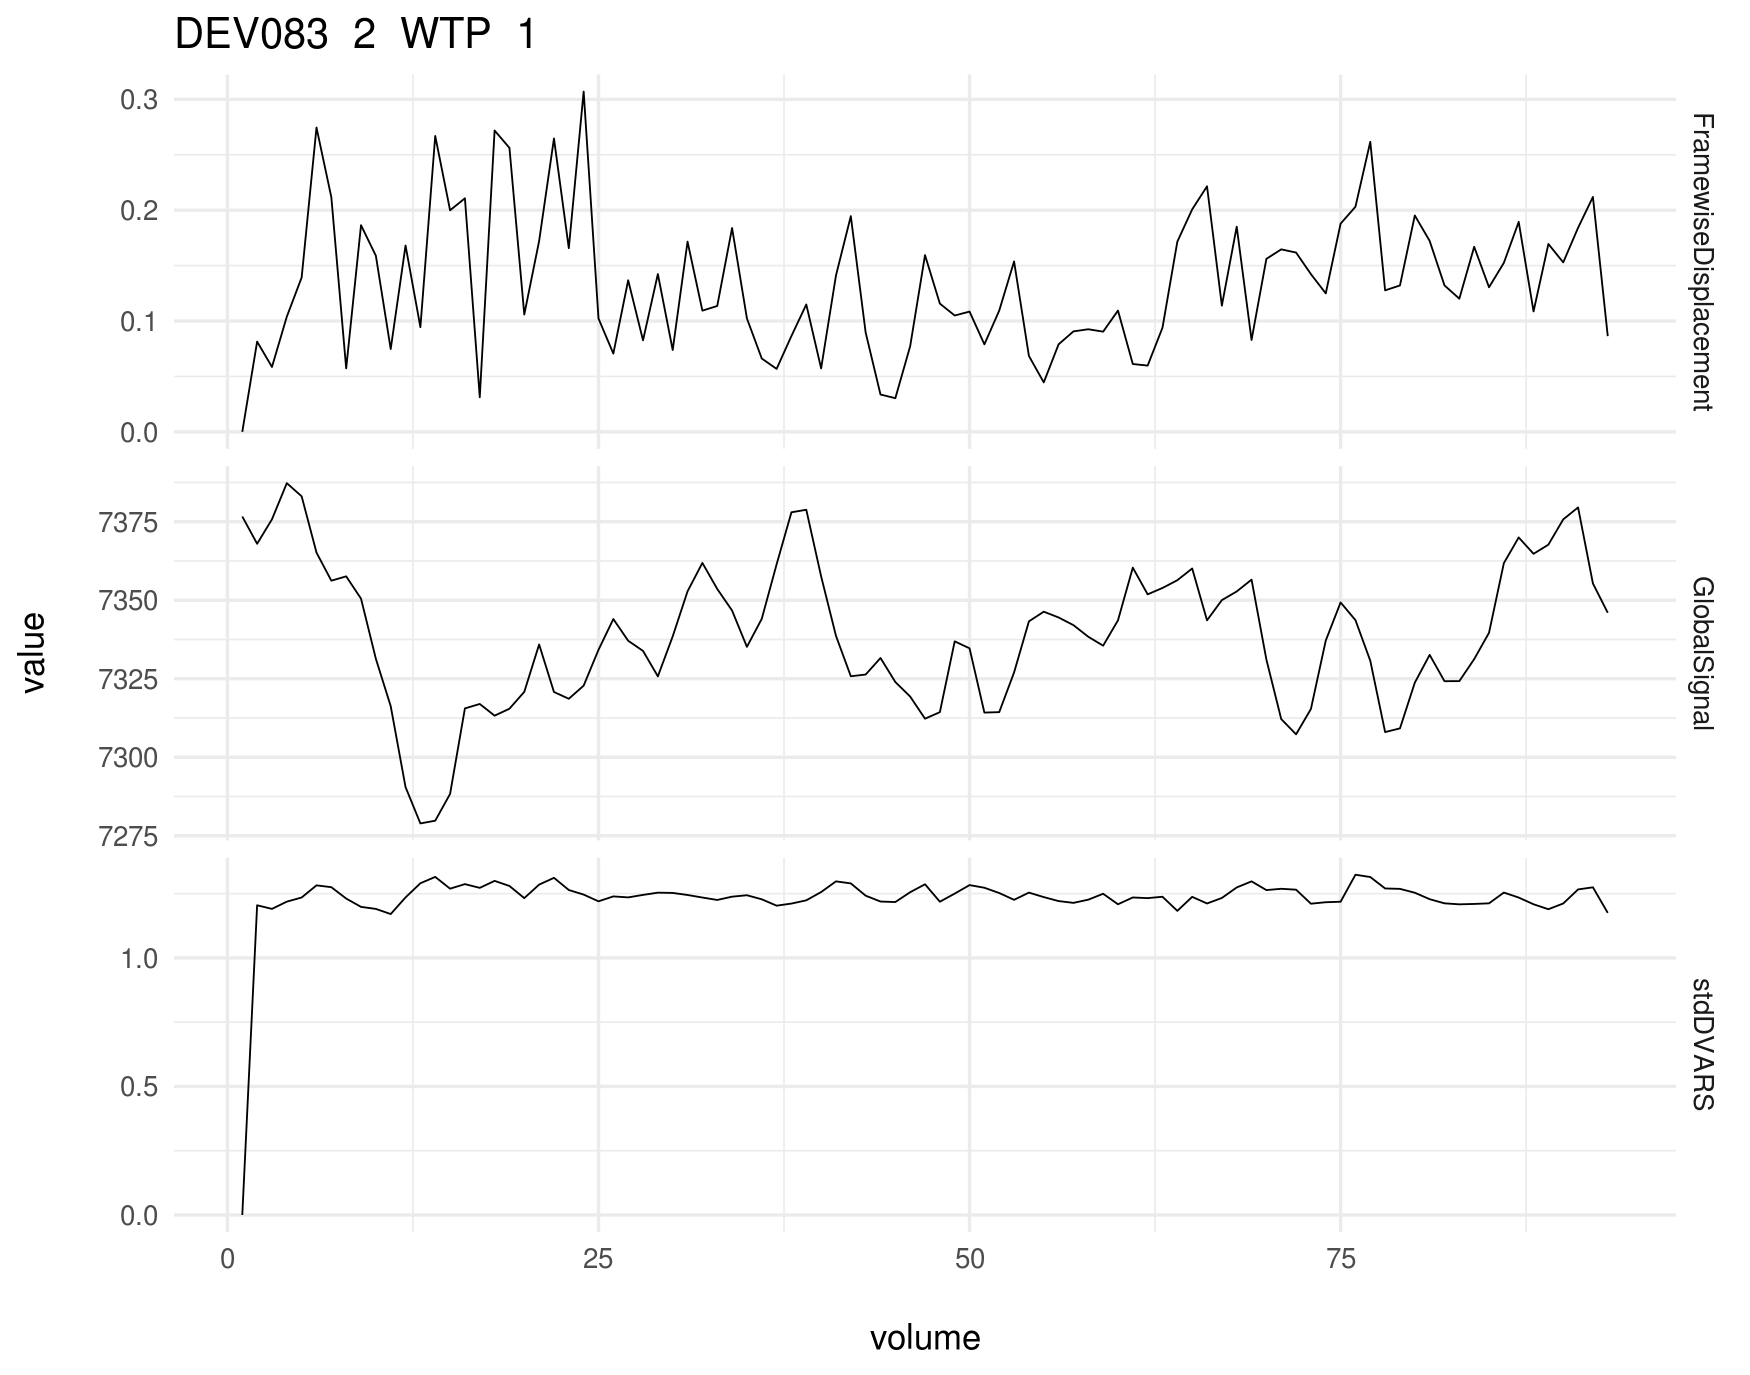 DEV083 2 WTP 1
0.3
0.2
0.1
0.0
FramewiseDisplacement
7375
7350
7325
7300
7275
GlobalSignal
value
1.0
0.5
0.0
stdDVARS
0 25 50 75
volume